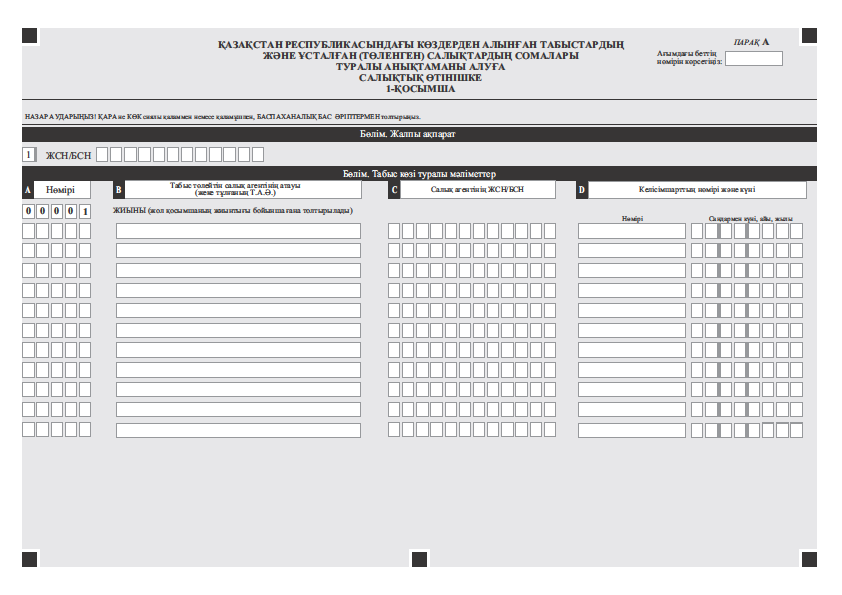 ҚАЗАҚСТАН РЕСПУБЛИКАСЫНДАҒЫ КӨЗДЕРДЕН АЛЫНҒАН ТАБЫСТАРДЫҢ
ЖӘНЕ ҰСТАЛҒАН (ТӨЛЕНГЕН) САЛЫҚТАРДЫҢ СОМАЛАРЫ
ТУРАЛЫ АНЫҚТАМАНЫ АЛУҒА
САЛЫҚТЫҚ ӨТІНІШКЕ
1-ҚОСЫМША
ПАРАҚ А
Ағымдағы беттің
нөмірін көрсетіңіз:
НАЗАР АУДАРЫҢЫЗ! ҚАРА не КӨК сиялы қаламмен немесе қаламұшпен, БАСПАХАНАЛЫҚ БАС ӘРІПТЕРМЕН толтырыңыз.
Бөлім. Жалпы ақпарат
1 ЖСН/БСН
Бөлім. Табыс көзі туралы мәліметтер
A Нөмірі
B Табыс төлейтін салық агентінің атауы
(жеке тұлғаның Т.А.Ә.)
C Салық агентінің ЖСН/БСН
D Келісімшарттың нөмірі және күні
0 0 0 0 1 ЖИЫНЫ (жол қосымшаның жиынтығы бойынша ғана толтырылады)
Нөмірі
Сандармен күні, айы, жылы